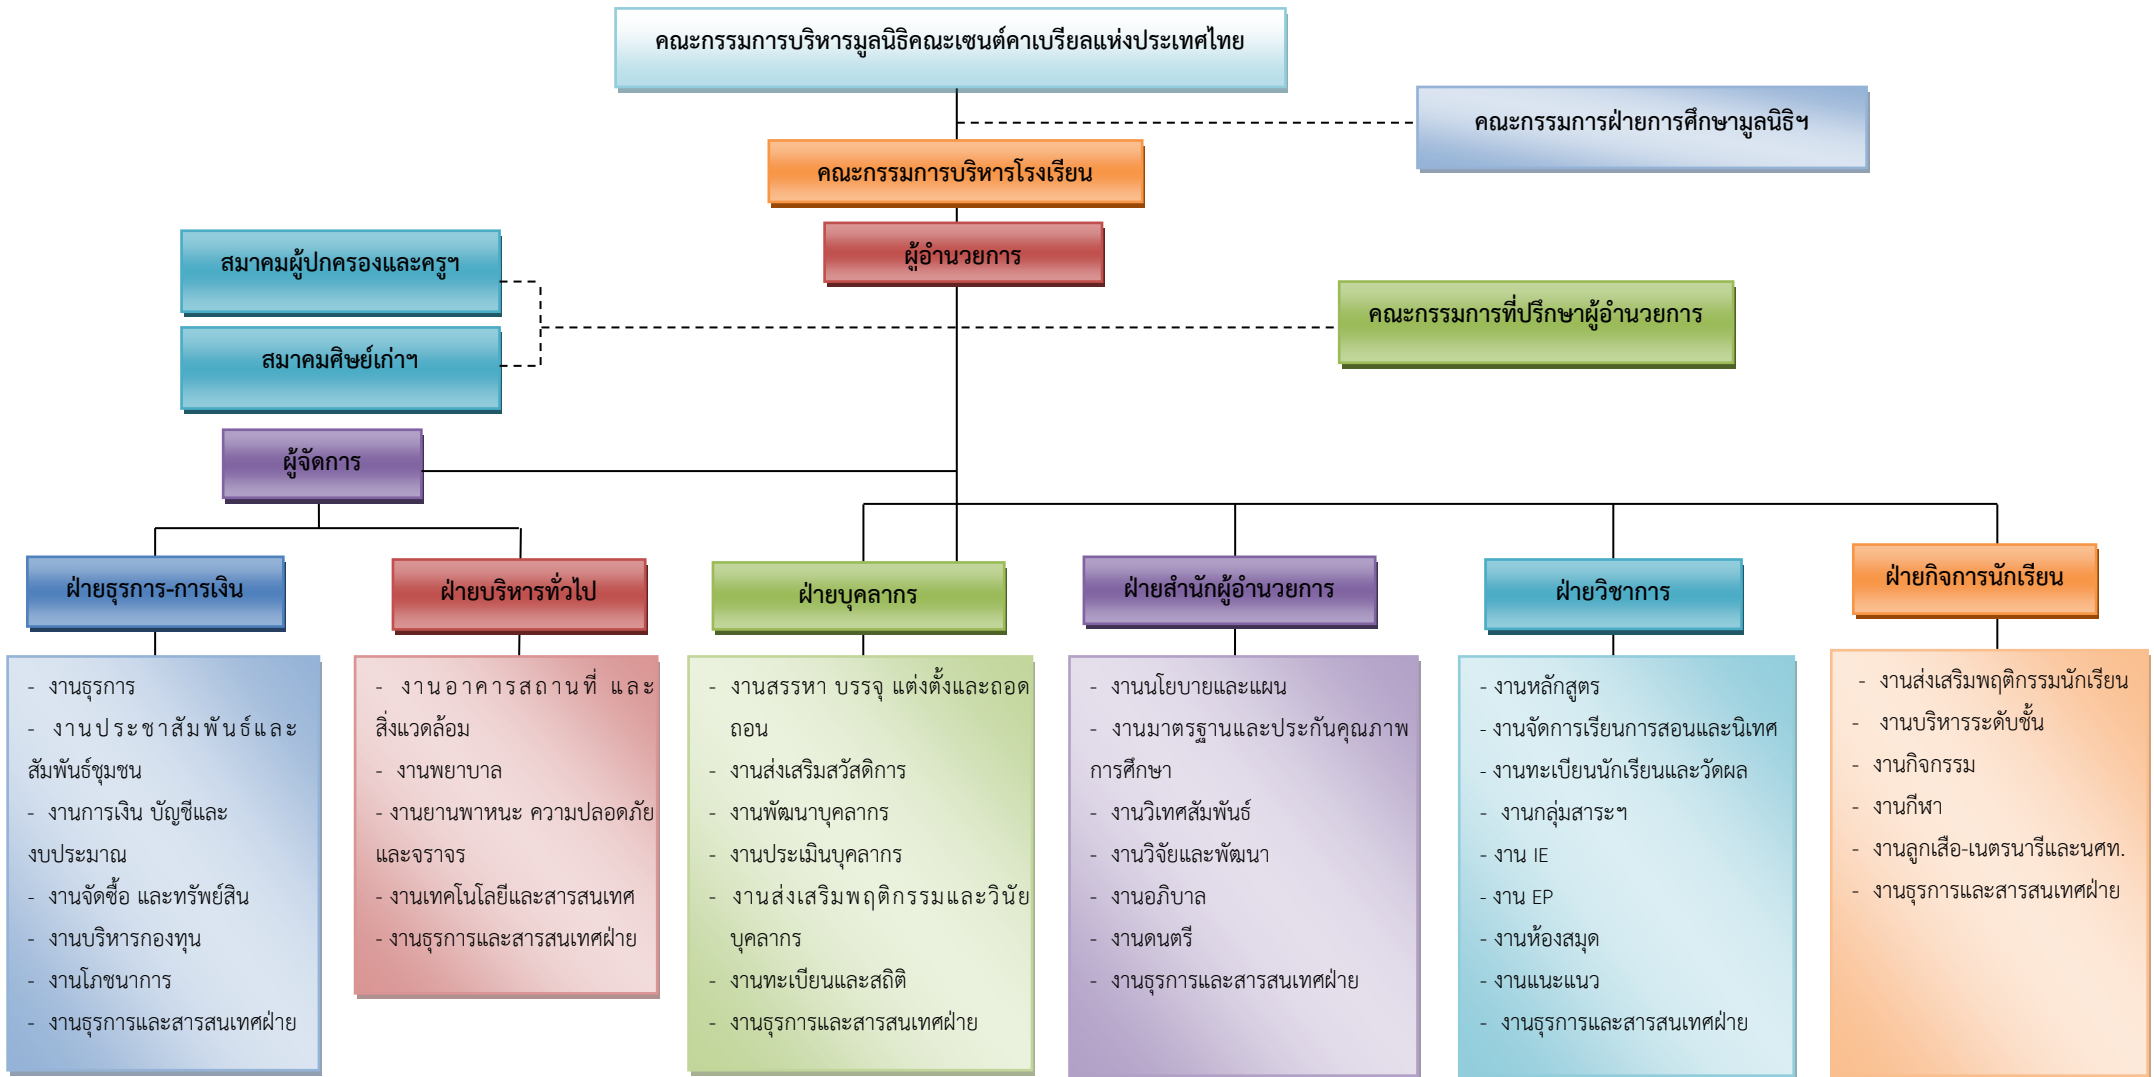 คณะกรรมการบริหารมูลนิธิคณะเซนต์คาเบรียลแห่งประเทศไทย
คณะกรรมการฝ่ายการศึกษามูลนิธิฯ
คณะกรรมการบริหารโรงเรียน
ผู้อำนวยการ
สมาคมผู้ปกครองและครูฯ
สมาคมศิษย์เก่าฯ
คณะกรรมการที่ปรึกษาผู้อำนวยการ
ผู้จัดการ
ฝ่ายธุรการ-การเงิน
- งานธุรการ
- งานประชาสัมพันธ์และ
สัมพันธ์ชุมชน
- งานการเงิน บัญชีและ
งบประมาณ
- งานจัดซื้อ และทรัพย์สิน
- งานบริหารกองทุน
- งานโภชนาการ
- งานธุรการและสารสนเทศฝ่าย
ฝ่ายบริหารทั่วไป
- งานอาคารสถานที่ และ
สิ่งแวดล้อม
- งานพยาบาล
- งานยานพาหนะ ความปลอดภัย
และจราจร
- งานเทคโนโลยีและสารสนเทศ
- งานธุรการและสารสนเทศฝ่าย
ฝ่ายบุคลากร
- งานสรรหา บรรจุ แต่งตั้งและถอด
ถอน
- งานส่งเสริมสวัสดิการ
- งานพัฒนาบุคลากร
- งานประเมินบุคลากร
- งานส่งเสริมพฤติกรรมและวินัย
บุคลากร
- งานทะเบียนและสถิติ
- งานธุรการและสารสนเทศฝ่าย
ฝ่ายสำนักผู้อำนวยการ
- งานนโยบายและแผน
- งานมาตรฐานและประกันคุณภาพ
การศึกษา
- งานวิเทศสัมพันธ์
- งานวิจัยและพัฒนา
- งานอภิบาล
- งานดนตรี
- งานธุรการและสารสนเทศฝ่าย
ฝ่ายวิชาการ
- งานหลักสูตร
- งานจัดการเรียนการสอนและนิเทศ
- งานทะเบียนนักเรียนและวัดผล
- งานกลุ่มสาระฯ
- งาน IE
- งาน EP
- งานห้องสมุด
- งานแนะแนว
- งานธุรการและสารสนเทศฝ่าย
ฝ่ายกิจการนักเรียน
- งานส่งเสริมพฤติกรรมนักเรียน
- งานบริหารระดับชั้น
- งานกิจกรรม
- งานกีฬา
- งานลูกเสือ-เนตรนารีและนศท.
- งานธุรการและสารสนเทศฝ่าย